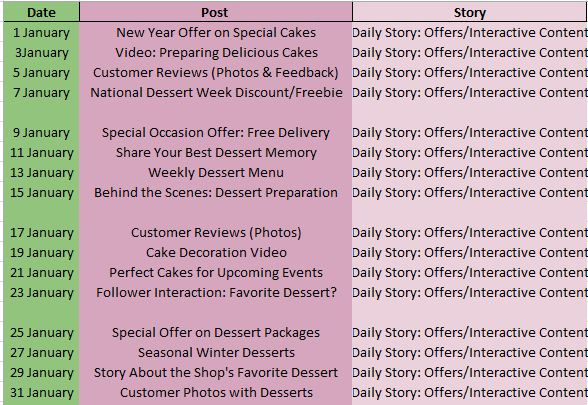 Date Post Story
1 January New Year Offer on Special Cakes Daily Story: Offers/Interactive Content
3January Video: Preparing Delicious Cakes Daily Story: Offers/Interactive Content
5 January Customer Reviews (Photos & Feedback) Daily Story: Offers/Interactive Content
7 January National Dessert Week Discount/Freebie Daily Story: Offers/Interactive Content
9 January Special Occasion Offer: Free Delivery Daily Story: Offers/Interactive Content
11 January Share Your Best Dessert Memory Daily Story: Offers/Interactive Content
13 January Weekly Dessert Menu Daily Story: Offers/Interactive Content
15 January Behind the Scenes: Dessert Preparation Daily Story: Offers/Interactive Content
17 January Customer Reviews (Photos) Daily Story: Offers/Interactive Content
19 January Cake Decoration Video Daily Story: Offers/Interactive Content
21 January Perfect Cakes for Upcoming Events Daily Story: Offers/Interactive Content
23 January Follower Interaction: Favorite Dessert? Daily Story: Offers/Interactive Content
25 January Special Offer on Dessert Packages Daily Story: Offers/Interactive Content
27 January Seasonal Winter Desserts Daily Story: Offers/Interactive Content
29 January Story About the Shop's Favorite Dessert Daily Story: Offers/Interactive Content
31 January Customer Photos with Desserts Daily Story: Offers/Interactive Content